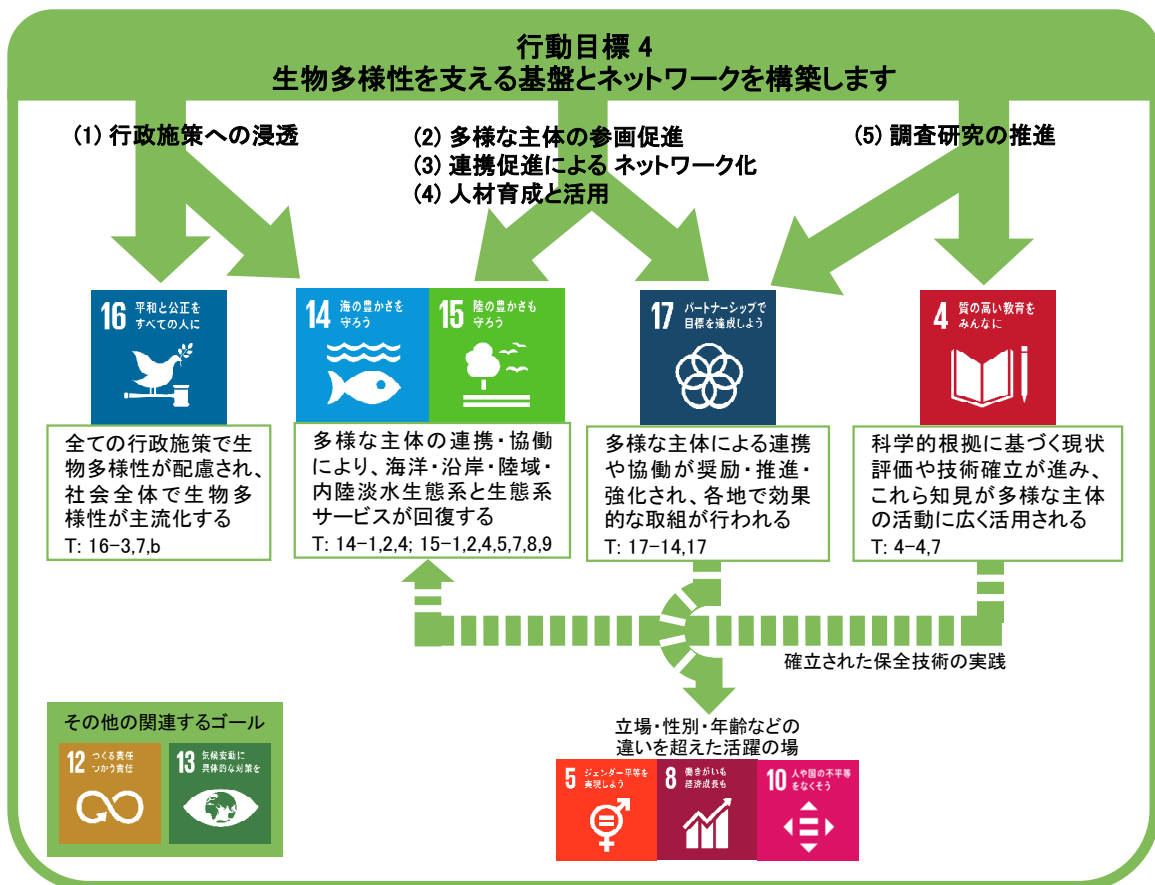 行動目標 4
生物多様性を支える基盤とネットワークを構築します
(1) 行政施策への浸透
(2) 多様な主体の参画促進
(3) 連携促進による ネットワーク化
(4) 人材育成と活用
(5) 調査研究の推進
16 平和と公正を
すべての人に
14 海の豊かさを
守ろう
15 陸の豊かさも
守ろう
17 パートナーシップで
目標を達成しよう
4 質の高い教育を
みんなに
全ての行政施策で生
物多様性が配慮され、
社会全体で生物多
様性が主流化する
T: 16-3,7,b
多様な主体の連携・協働
により、海洋・沿岸・陸域・
内陸淡水生態系と生態系
サービスが回復する
T: 14-1,2,4; 15-1,2,4,5,7,8,9
多様な主体による連携
や協働が奨励・推進・
強化され、各地で効果
的な取組が行われる
T: 17-14,17
科学的根拠に基づく現状
評価や技術確立が進み、
これら知見が多様な主体
の活動に広く活用される
T: 4-4,7
確立された保全技術の実践
その他の関連するゴール
12 つくる責任
つかう責任
13 気候変動に
具体的な対策を
立場・性別・年齢などの
違いを超えた活躍の場
5 ジェンダー平等を
実現しよう
8 働きがいも
経済成長も
10 人や国の不平等
をなくそう